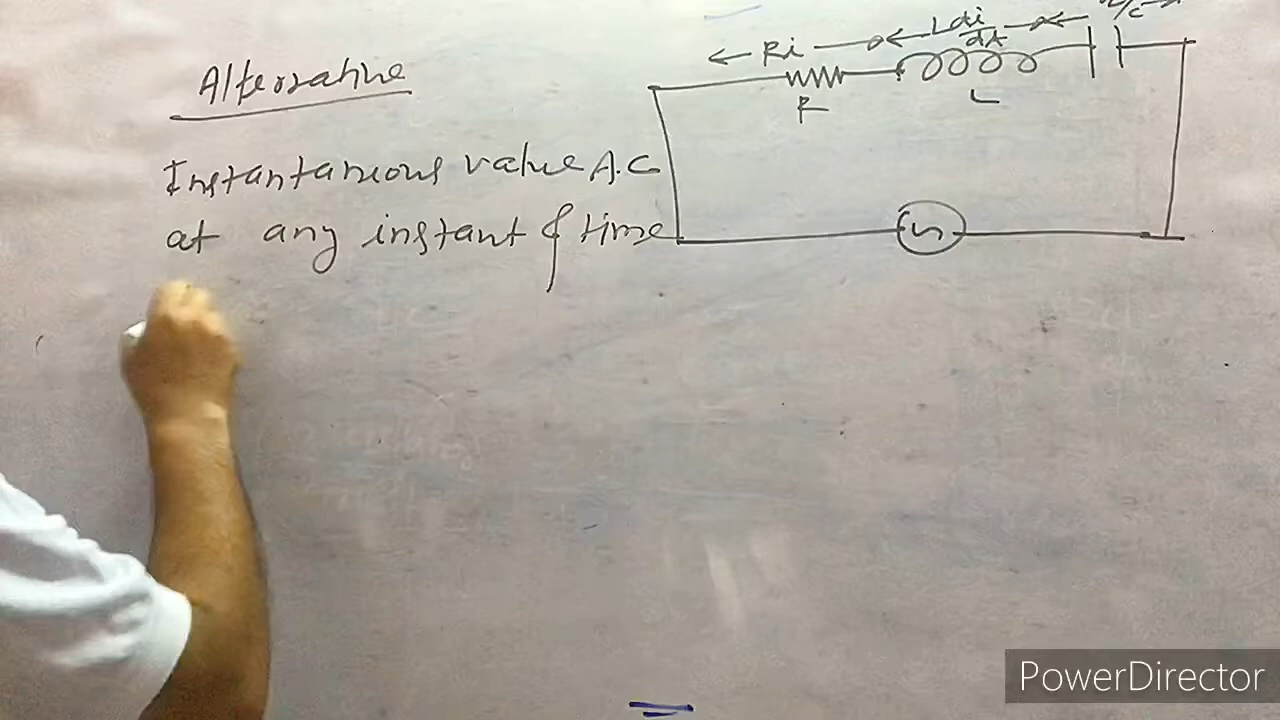 Alternative
Instantaneous value A.C
at any instant of time
Ri
L di/dt
R
L
PowerDirector